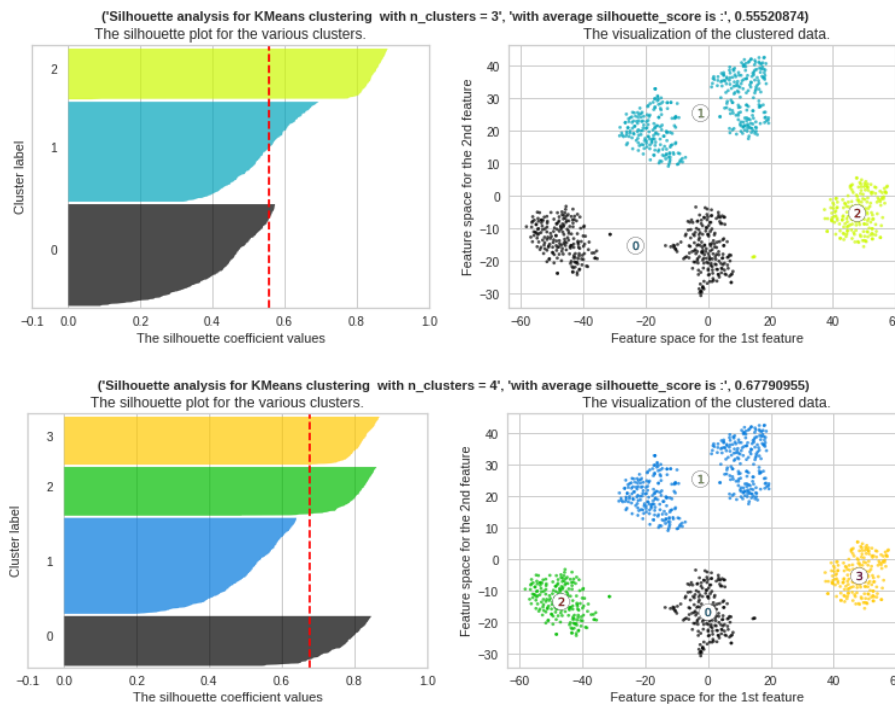 ('Silhouette analysis for KMeans clustering  with n_clusters = 3', 'with average silhouette_score is :', 0.55520874)
The silhouette plot for the various clusters.
Cluster label
2
1
0
−0.1 0.0 0.2 0.4 0.6 0.8 1.0
The silhouette coefficient values
The visualization of the clustered data.
Feature space for the 2nd feature
40
30
20
10
0
−10
−20
−30
1
2
0
−60 −40 −20 0 20 40 60
Feature space for the 1st feature
('Silhouette analysis for KMeans clustering  with n_clusters = 4', 'with average silhouette_score is :', 0.67790955)
The silhouette plot for the various clusters.
Cluster label
3
2
1
0
−0.1 0.0 0.2 0.4 0.6 0.8 1.0
The silhouette coefficient values
The visualization of the clustered data.
Feature space for the 2nd feature
40
30
20
10
0
−10
−20
−30
1
3
2
0
−60 −40 −20 0 20 40 60
Feature space for the 1st feature